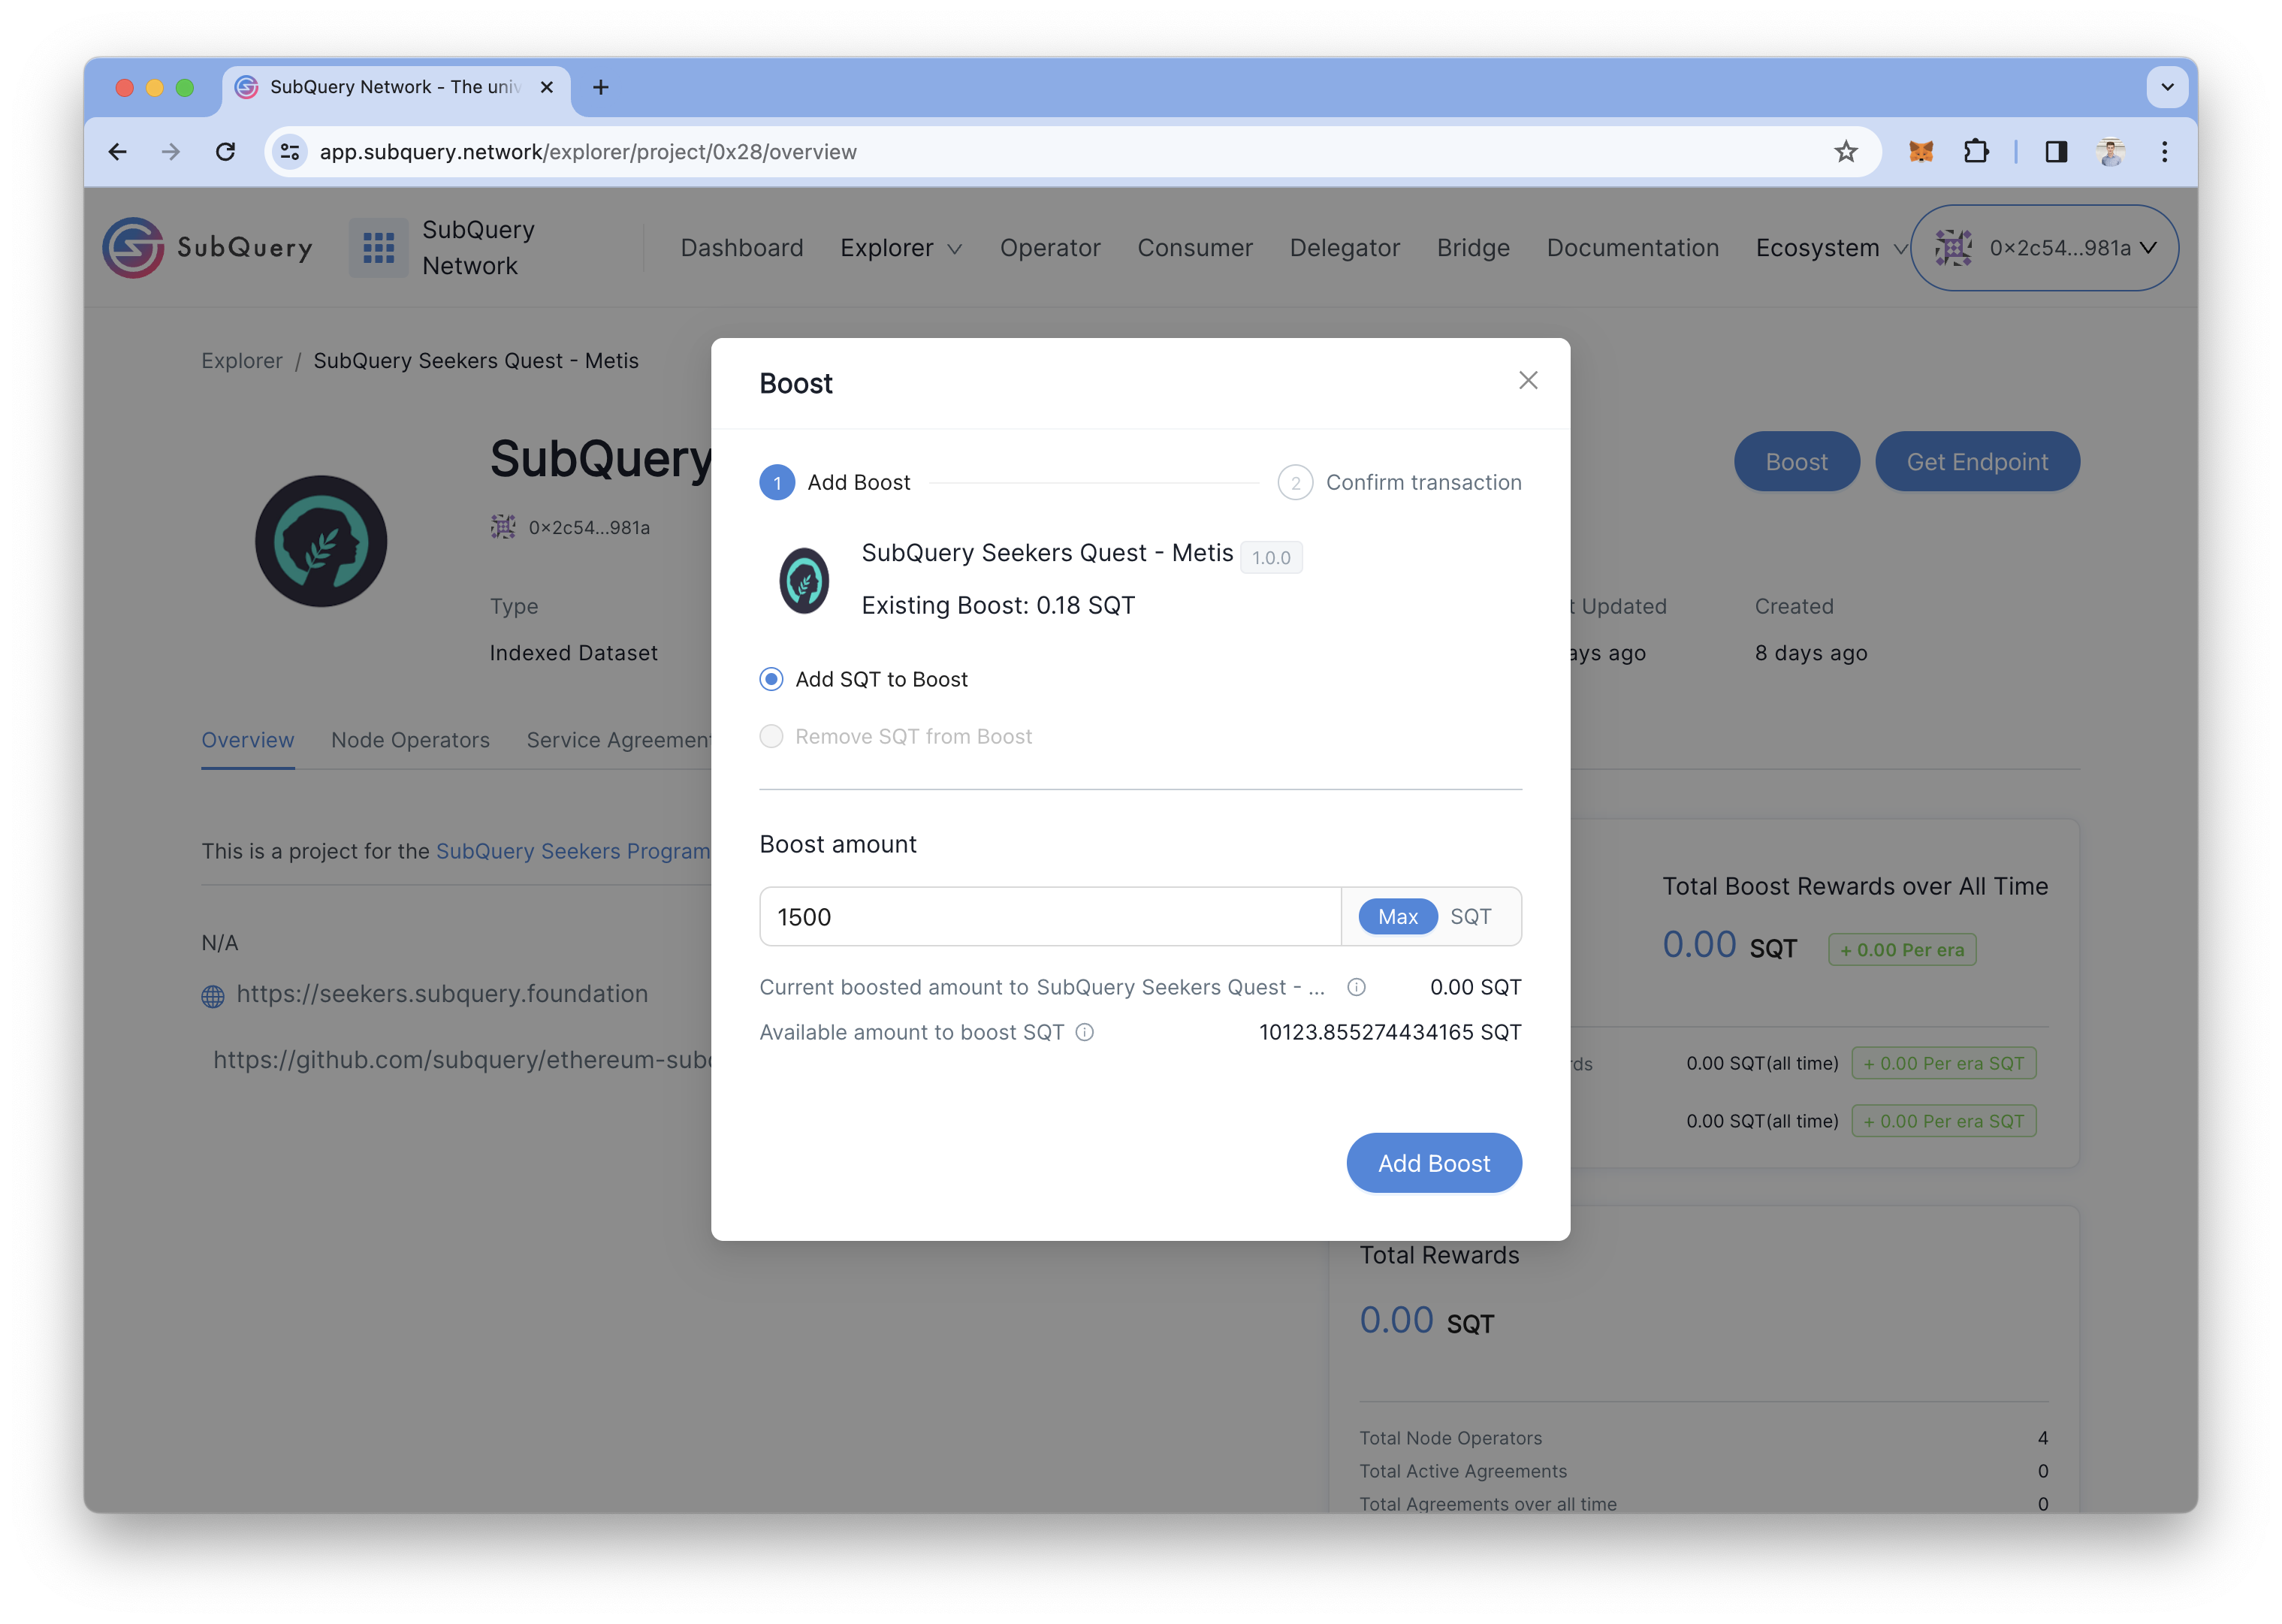 SubQuery Network - The univ
app.subquery.network/explorer/project/0x28/overview
SubQuery
SubQuery
Network
Dashboard
Explorer
Operator
Consumer
Delegator
Bridge
Documentation
Ecosystem
0x2c54...981a
Explorer / SubQuery Seekers Quest - Metis
SubQuery
0x2c54...981a
Boost
Get Endpoint
Type
Indexed Dataset
Updated
ago
Created
8 days ago
Overview
Node Operators
Service
This is a project for the SubQuery Seekers Program
N/A
https://seekers.subquery.foundation
https://github.com/subquery/ethereum-sub
Boost
1 Add Boost
2 Confirm transaction
SubQuery Seekers Quest - Metis 1.0.0
Existing Boost: 0.18 SQT
Add SQT to Boost
Remove SQT from Boost
Boost amount
1500
Max SQT
Current boosted amount to SubQuery Seekers Quest - ... 0.00 SQT
Available amount to boost SQT 10123.855274434165 SQT
Add Boost
Total Boost Rewards over All Time
0.00 SQT + 0.00 Per era
0.00 SQT(all time) + 0.00 Per era SQT
0.00 SQT(all time) + 0.00 Per era SQT
Total Rewards
0.00 SQT
Total Node Operators 4
Total Active Agreements 0
Total Agreements over all time 0